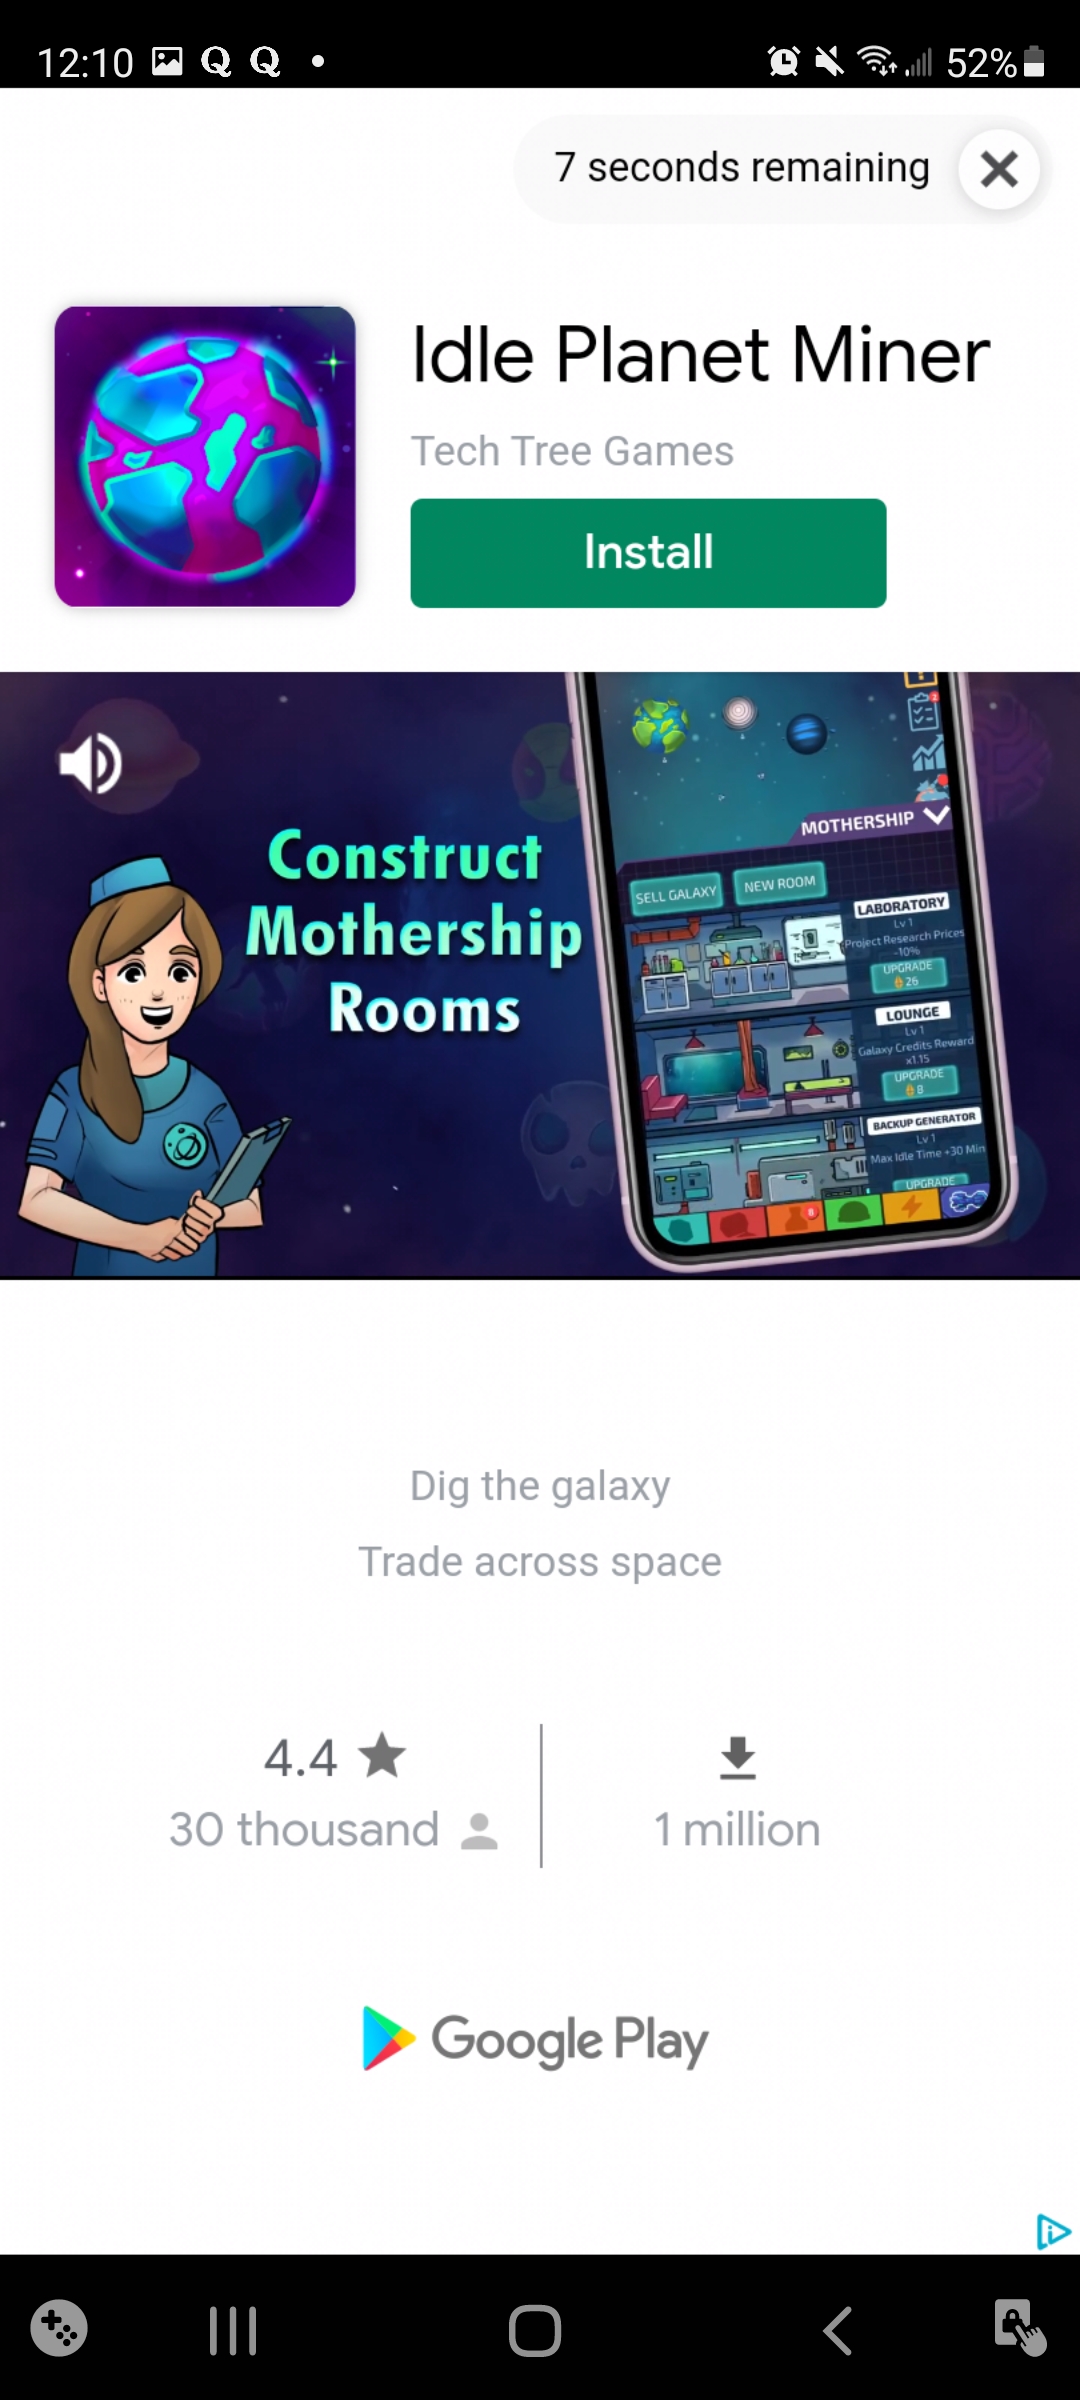 12:10
52%
7 seconds remaining
Idle Planet Miner
Tech Tree Games
Install
Construct
Mothership
Rooms
MOTHERSHIP
SELL GALAXY
NEW ROOM
LABORATORY
Lv 1
Project Research Prices
-10%
UPGRADE
26
LOUNGE
Lv 1
Galaxy Credits Reward
x1.15
UPGRADE
8
BACKUP GENERATOR
Lv 1
Max Idle Time +30 Min
UPGRADE
8
Dig the galaxy
Trade across space
4.4
30 thousand
1 million
Google Play